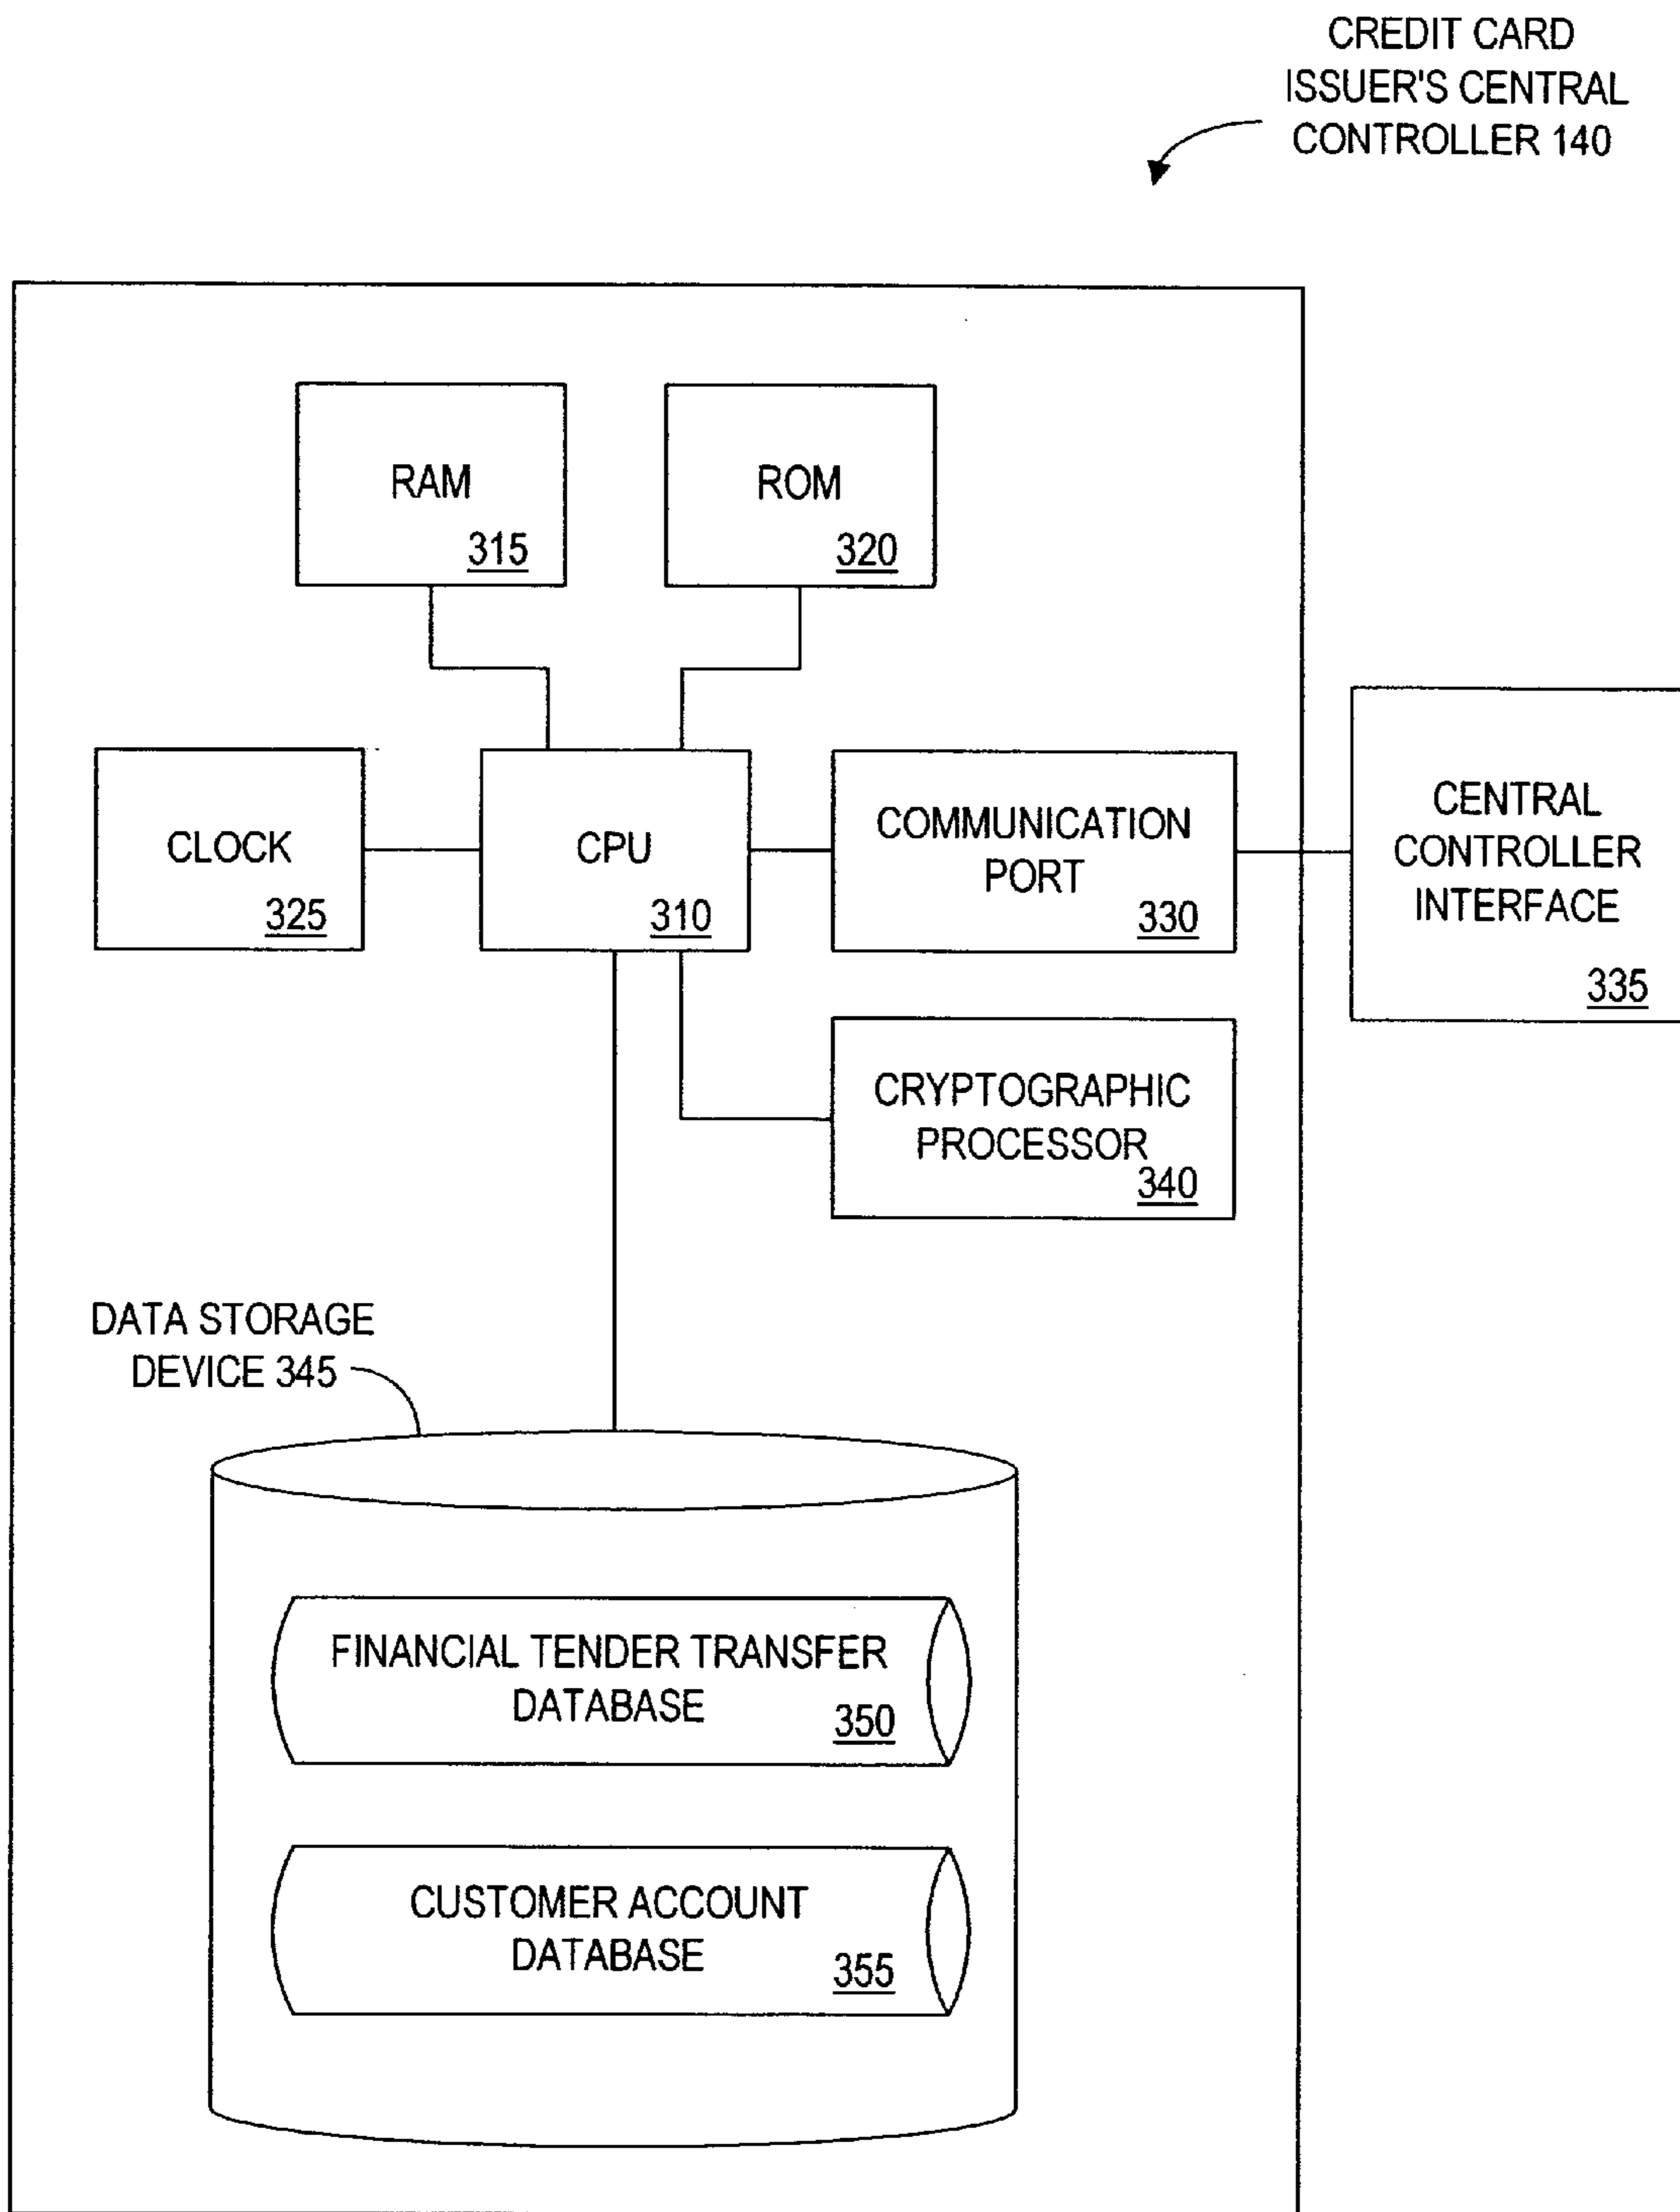 CREDIT CARD
ISSUER'S CENTRAL
CONTROLLER 140
RAM
315
ROM
320
CLOCK
325
CPU
310
COMMUNICATION
PORT
330
CENTRAL
CONTROLLER
INTERFACE
335
CRYPTOGRAPHIC
PROCESSOR
340
DATA STORAGE
DEVICE 345
FINANCIAL TENDER TRANSFER
DATABASE
350
CUSTOMER ACCOUNT
DATABASE
355